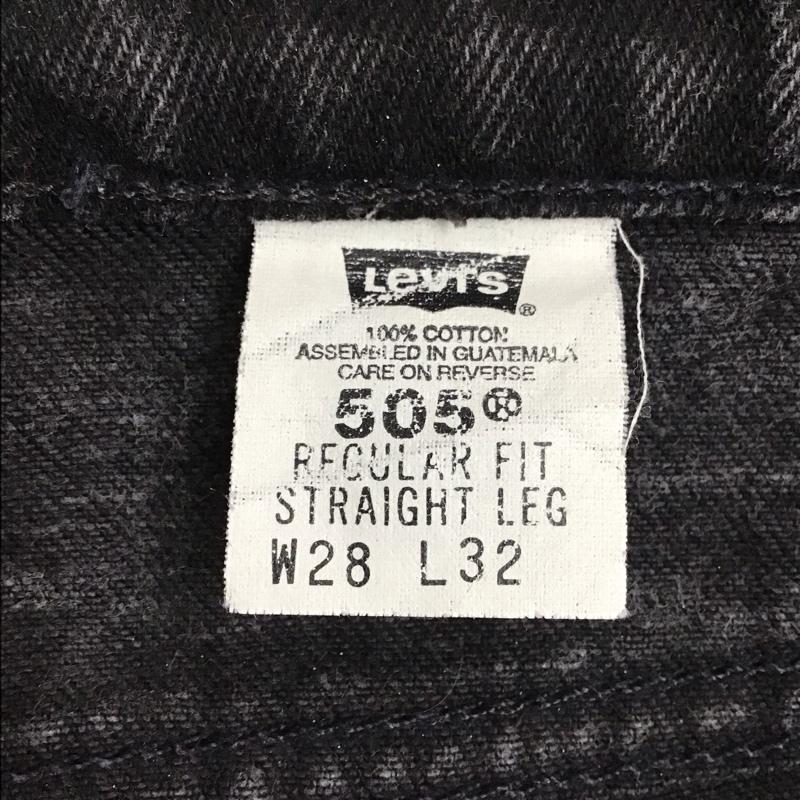 Levi's
®
100% COTTON
ASSEMBLED IN GUATEMALA
CARE ON REVERSE
505®
REGULAR FIT
STRAIGHT LEG
W28 L32